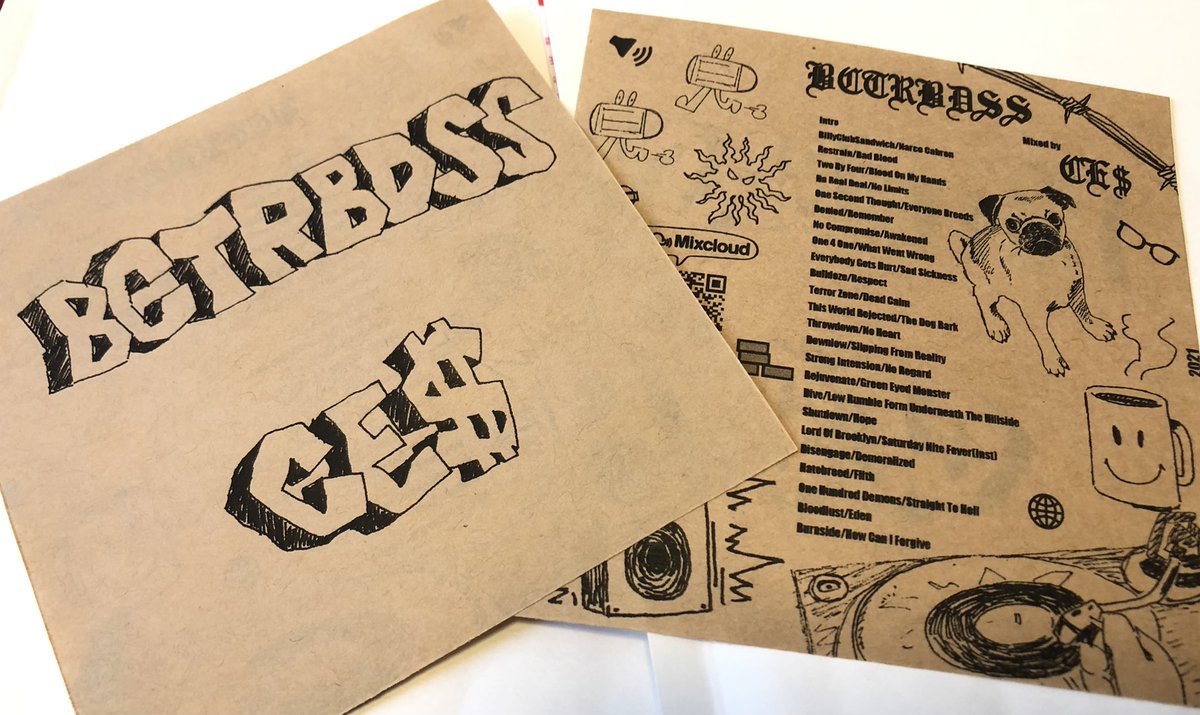 BCTRBDSS
CE$
BCTRBDSS
Mixed by
CE$
Intro
BillyClubSandwich/Narco Cabron
Restrain/Bad Blood
Two By Four/Blood On My Hands
No Real Deal/No Limits
One Second Thought/Everyone Breeds
Denied/Remember
No Compromise/Awakened
One 4 One/What Went Wrong
Everybody Gets Hurt/Sad Sickness
Bulldoze/Respect
Terror Zone/Dead Calm
This World Rejected/The Dog Bark
Throwdown/No Heart
Downlow/Slipping From Reality
Strong Intension/No Regard
Rejuvenate/Green Eyed Monster
Dive/Low Rumble Form Underneath The Hillside
Shutdown/Hope
Lord Of Brooklyn/Saturday Nite Fever(Inst)
Disengage/Demoralized
Hatebreed/Filth
One Hundred Demons/Straight To Hell
Bloodlust/Eden
Burnside/How Can I Forgive
Mixcloud
2021